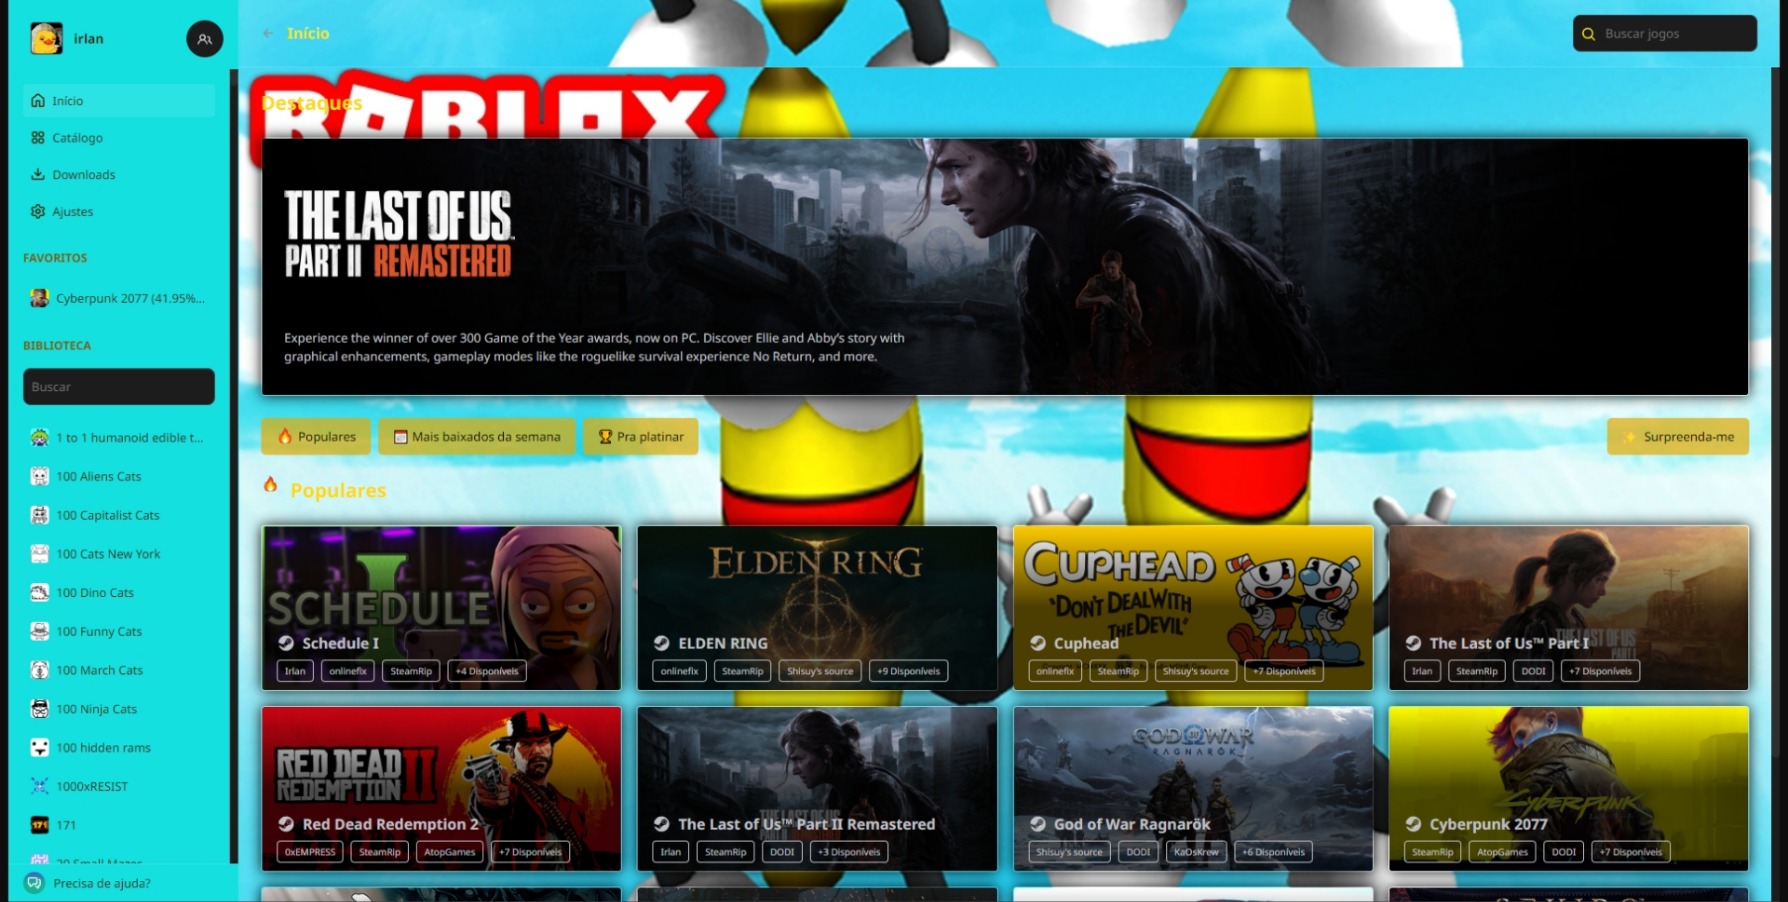 irlan
Início
Catálogo
Downloads
Ajustes
FAVORITOS
Cyberpunk 2077 (41.95%...
BIBLIOTECA
Buscar
1 to 1 humanoid edible t...
100 Aliens Cats
100 Capitalist Cats
100 Cats New York
100 Dino Cats
100 Funny Cats
100 March Cats
100 Ninja Cats
100 hidden rams
1000xRESIST
171
171
Precisa de ajuda?
Início
Buscar jogos
ROBLOX
Destaques
THE LAST OF US
PART II REMASTERED
Experience the winner of over 300 Game of the Year awards, now on PC. Discover Ellie and Abby's story with
graphical enhancements, gameplay modes like the roguelike survival experience No Return, and more.
Populares
Mais baixados da semana
Pra platinar
Surpreenda-me
Populares
SCHEDULE I
Schedule I
Irlan onlinefix SteamRip +4 Disponíveis
ELDEN RING
ELDEN RING
onlinefix SteamRip Shisuy's source +9 Disponíveis
CUPHEAD
"DON'T DEAL WITH
THE DEVIL"
Cuphead
onlinefix SteamRip Shisuy's source +7 Disponíveis
THE LAST OF US
PART I
The Last of Us™ Part I
Irlan SteamRip DODI +7 Disponíveis
RED DEAD
REDEMPTION II
Red Dead Redemption 2
0xEMPRESS SteamRip AtopGames +7 Disponíveis
The Last of Us™ Part II Remastered
Irlan SteamRip DODI +3 Disponíveis
GOD OF WAR
RAGNARÖK
God of War Ragnarök
Shisuy's source DODI KaOsKrew +6 Disponíveis
Cyberpunk
Cyberpunk 2077
SteamRip AtopGames DODI +7 Disponíveis